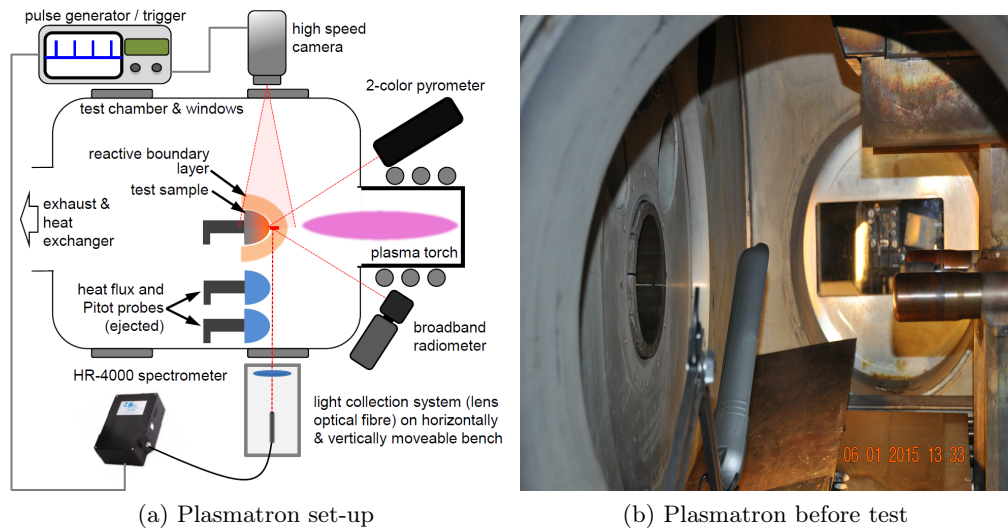 pulse generator / trigger
high speed
camera
test chamber & windows
2-color pyrometer
reactive boundary
layer
test sample
exhaust &
heat
exchanger
plasma torch
heat flux and
Pitot probes
(ejected)
broadband
radiometer
HR-4000 spectrometer
light collection system (lens
optical fibre) on horizontally
& vertically moveable bench
06 01 2015 13:33
(a) Plasmatron set-up
(b) Plasmatron before test